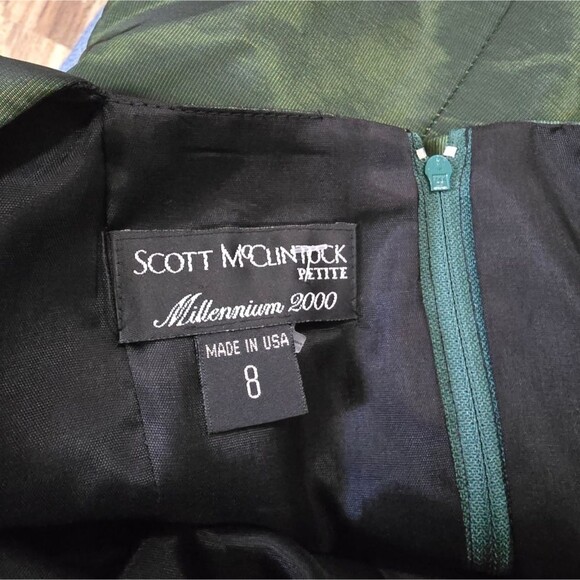 SCOTT McCLINTOCK
PETITE
Millennium 2000
MADE IN USA
8